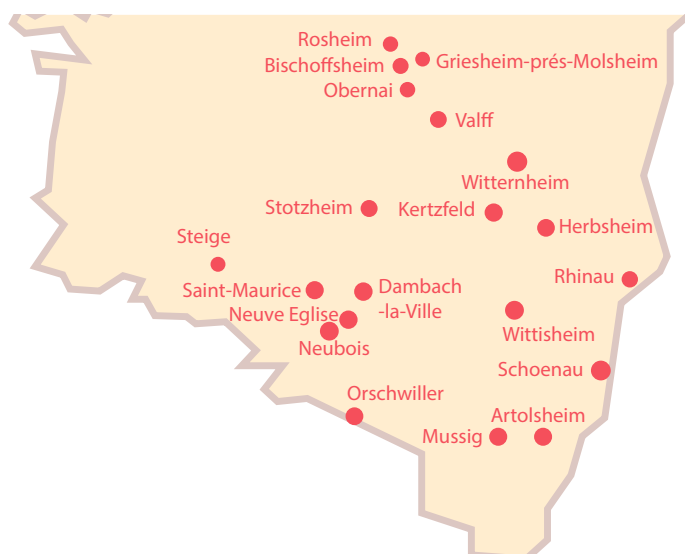 Rosheim
Bischoffsheim
Griesheim-prés-Molsheim
Obernai
Valff
Witternheim
Stotzheim
Kertzfeld
Herbsheim
Steige
Rhinau
Saint-Maurice
Dambach
-la-Ville
Neuve Eglise
Wittisheim
Neubois
Schoenau
Orschwiller
Artolsheim
Mussig